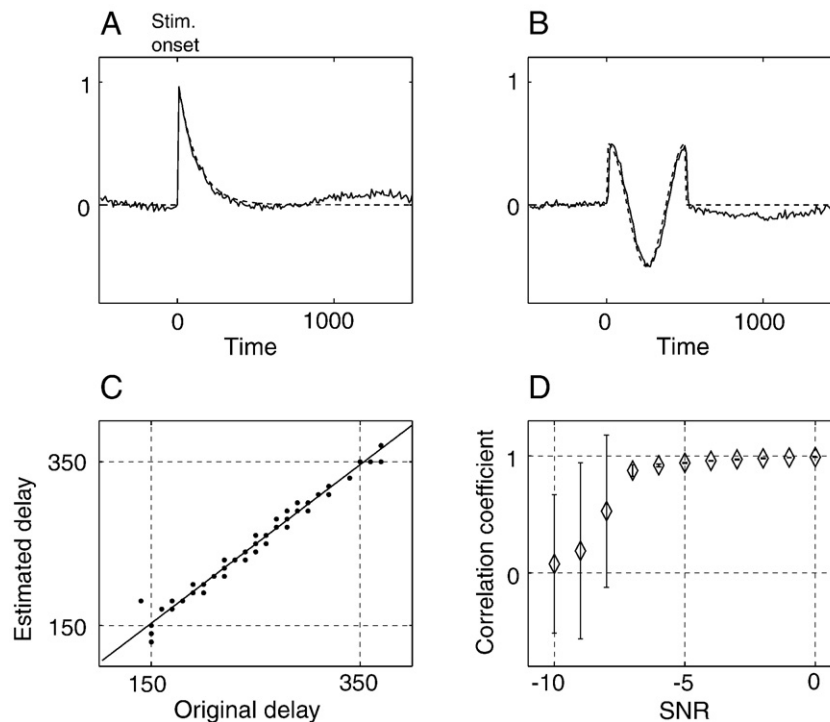 A
Stim.
onset
1
0
0
1000
Time
B
1
0
0
1000
Time
C
Estimated delay
350
150
150
350
Original delay
D
Correlation coefficient
1
0
-10
-5
0
SNR